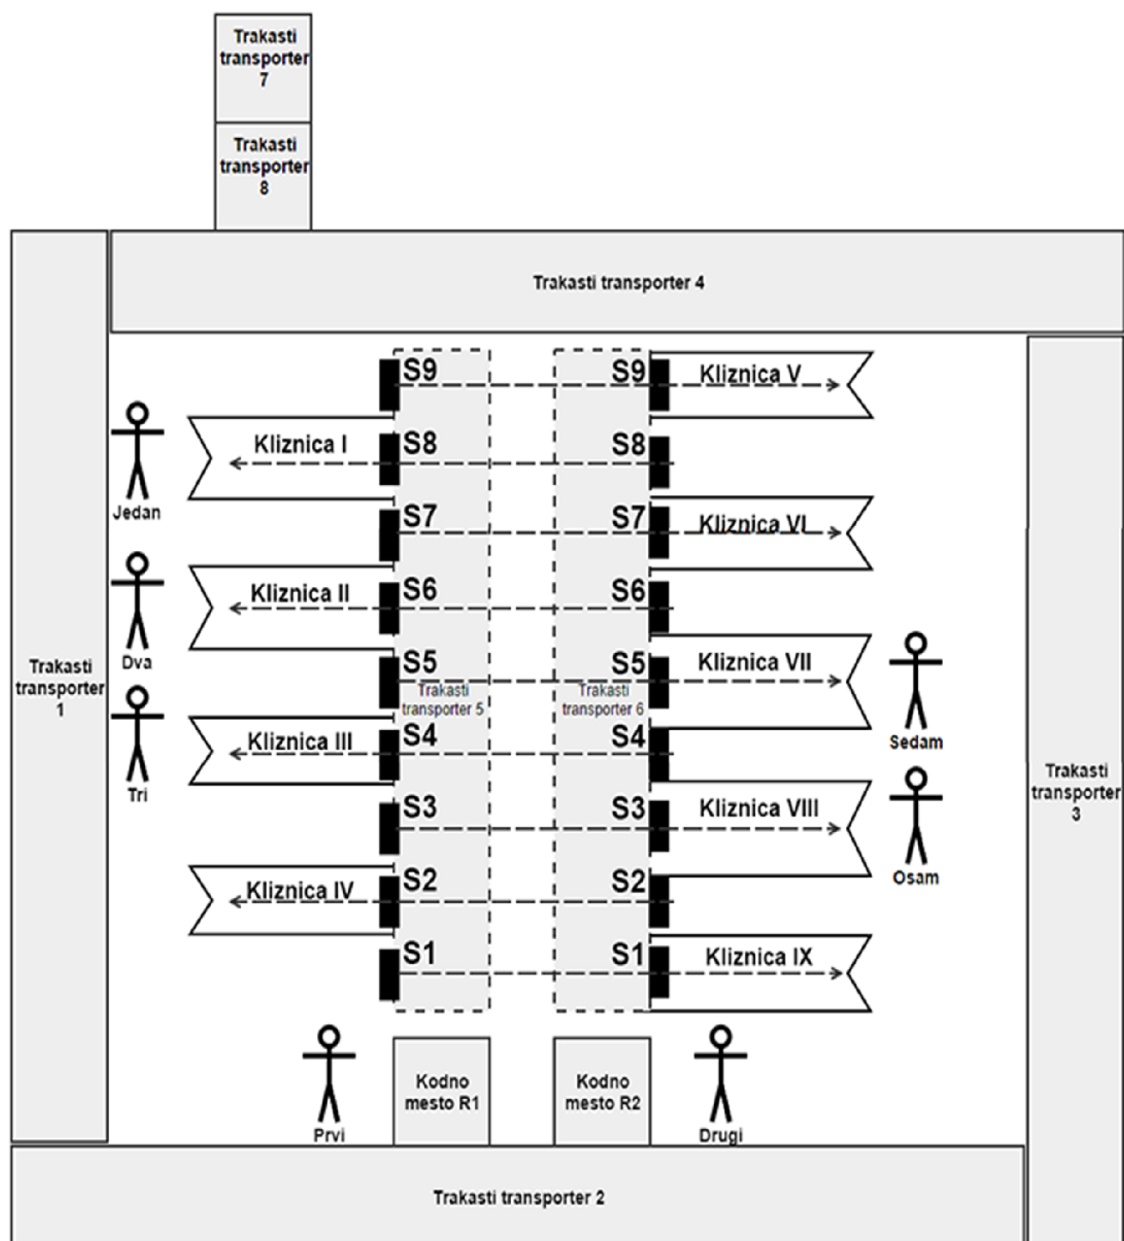 Trakasti
transporter
7
Trakasti
transporter
8
Trakasti transporter 4
S9
S9
Kliznica V
Kliznica I
S8
S8
Jedan
S7
S7
Kliznica VI
Kliznica II
S6
S6
Dva
S5
S5
Kliznica VII
Trakasti
transporter
1
Trakasti
transporter 5
Trakasti
transporter 6
Kliznica III
S4
S4
Sedam
Tri
S3
S3
Kliznica VIII
Trakasti
transporter
3
Osam
Kliznica IV
S2
S2
S1
S1
Kliznica IX
Kodno
mesto R1
Kodno
mesto R2
Prvi
Drugi
Trakasti transporter 2